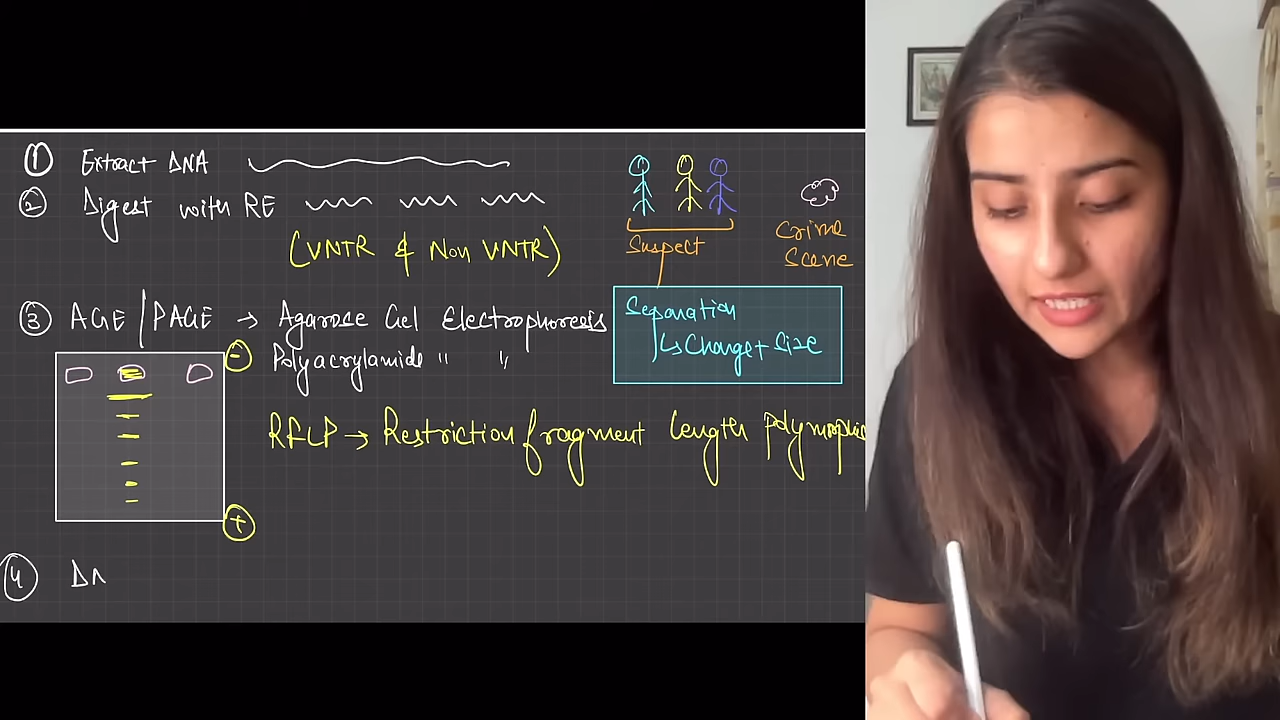 ① Extract DNA
② Digest with RE
(VNTR & Non VNTR)
Suspect
Crime
Scene
③ AGE/PAGE → Agarose Gel Electrophoresis
Polyacrylamide " "
Separation
↳ Charge + Size
-
RFLP → Restriction fragment length polymorphis
+
④ DN